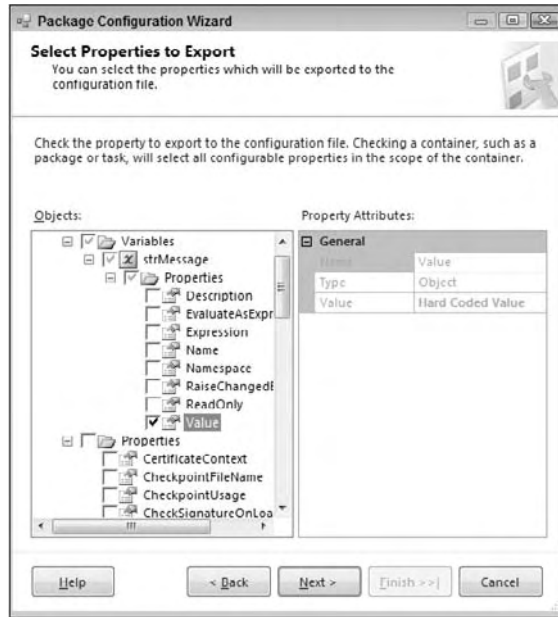 Package Configuration Wizard
Select Properties to Export
You can select the properties which will be exported to the
configuration file.
Check the property to export to the configuration file. Checking a container, such as a
package or task, will select all configurable properties in the scope of the container.
Objects:
Property Attributes:
Variables
strMessage
Properties
Description
EvaluateAsExpr
Expression
Name
Namespace
RaiseChangedE
ReadOnly
Value
Properties
CertificateContext
CheckpointFileName
CheckpointUsage
CheckSignatureOnLoa
General
Name Value
Type Object
Value Hard Coded Value
Help
< Back
Next >
Finish >>|
Cancel